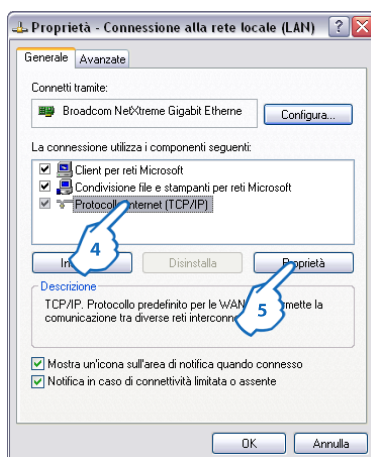 Proprietà - Connessione alla rete locale (LAN)
Generale Avanzate
Connetti tramite:
Broadcom NetXtreme Gigabit Etherne
Configura...
La connessione utilizza i componenti seguenti:
Client per reti Microsoft
Condivisione file e stampanti per reti Microsoft
Protocollo Internet (TCP/IP)
4
Disinstalla Proprietà
5
Descrizione
TCP/IP. Protocollo predefinito per le WAN la
comunicazione tra diverse reti
Mostra un'icona sull'area di notifica quando connesso
Notifica in caso di connettività limitata o assente
OK Annulla